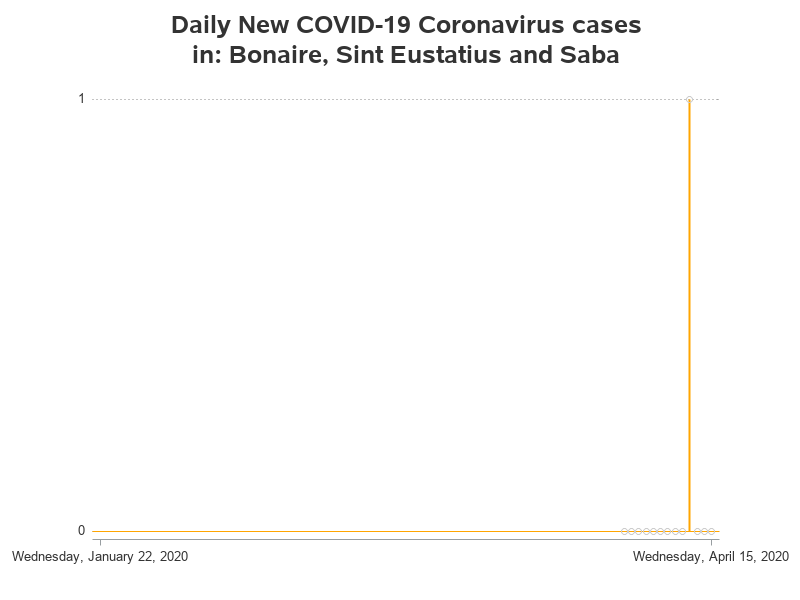 Daily New COVID-19 Coronavirus cases
in: Bonaire, Sint Eustatius and Saba
1
0
Wednesday, January 22, 2020
Wednesday, April 15, 2020